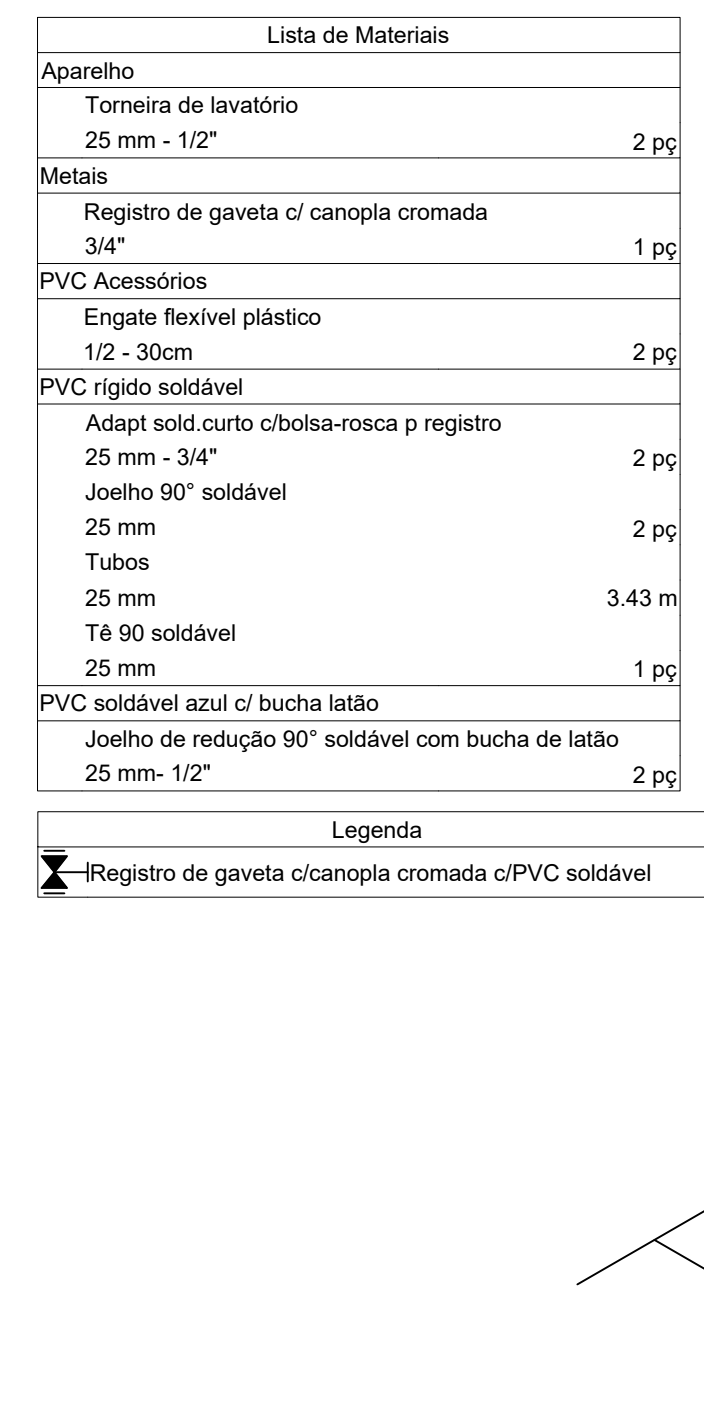 Lista de Materiais
Aparelho
Torneira de lavatório
25 mm - 1/2" 2 pç
Metais
Registro de gaveta c/ canopla cromada
3/4" 1 pç
PVC Acessórios
Engate flexível plástico
1/2 - 30cm 2 pç
PVC rígido soldável
Adapt sold.curto c/bolsa-rosca p registro
25 mm - 3/4" 2 pç
Joelho 90° soldável
25 mm 2 pç
Tubos
25 mm 3.43 m
Tê 90 soldável
25 mm 1 pç
PVC soldável azul c/ bucha latão
Joelho de redução 90° soldável com bucha de latão
25 mm- 1/2" 2 pç
Legenda
Registro de gaveta c/canopla cromada c/PVC soldável